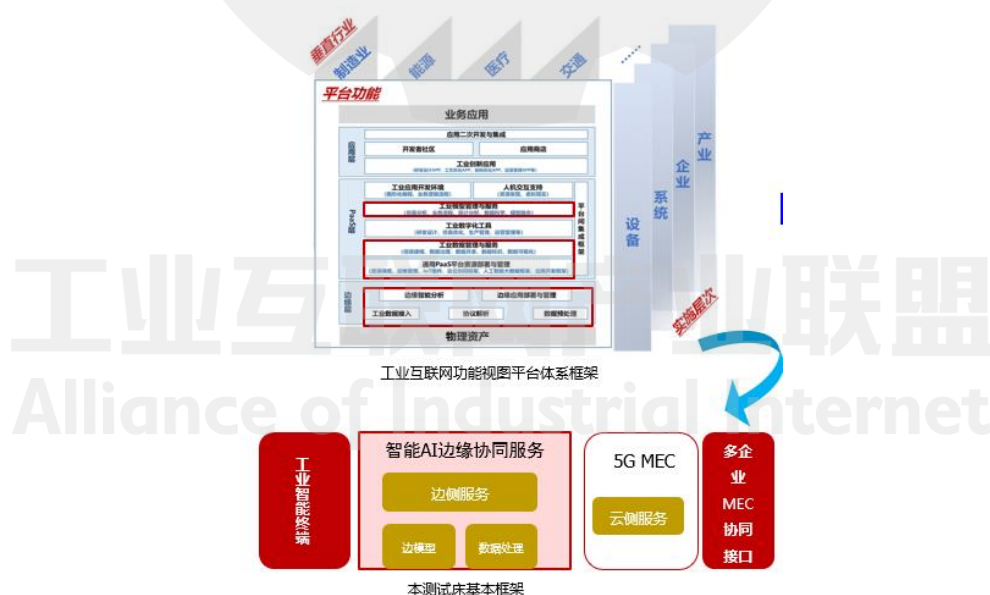 垂直行业
制造业
能源
医疗
交通
......
平台功能
业务应用
应用层
应用二次开发与集成
开发者社区
应用商店
工业创新应用
PaaS层
工业应用开发环境
人机交互支持
工业模型管理与服务
工业数字化工具
工业数据管理与服务
通用PaaS平台资源部署与管理
平台间集成框架
边缘层
边缘智能分析
边缘应用部署与管理
工业数据接入
协议解析
数据预处理
物理资产
设备
系统
企业
产业
实施层次
工业互联网产业联盟
Alliance of Industrial Internet
工业互联网功能视图平台体系框架
工业智能终端
智能AI边缘协同服务
边侧服务
边模型
数据处理
5G MEC
云侧服务
多企
业
MEC
协同
接口
本测试床基本框架